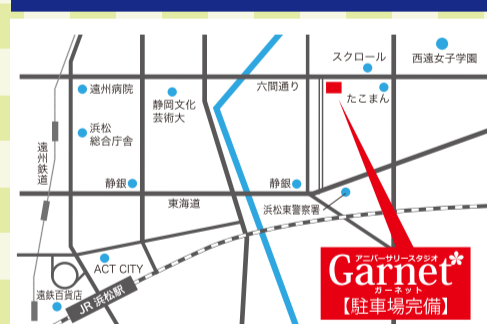 スクロール
西遠女子学園
遠州病院
六間通り
たこまん
静岡文化
芸術大
浜松
総合庁舎
遠州鉄道
静銀
静銀
東海道
浜松東警察署
ACT CITY
遠鉄百貨店
JR 浜松駅
アニバーサリースタジオ
Garnet
ガーネット
【駐車場完備】